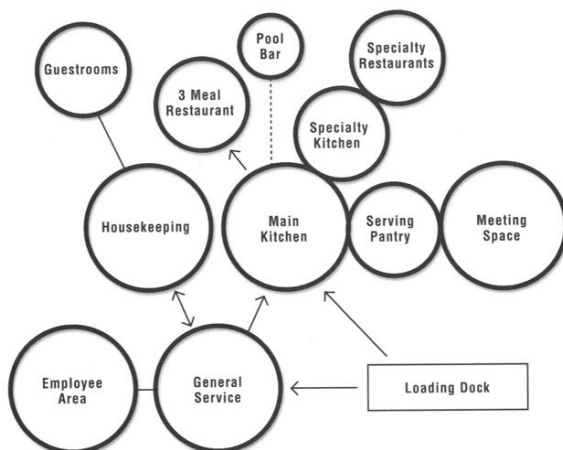 Pool
Bar
Specialty
Restaurants
Guestrooms
3 Meal
Restaurant
Specialty
Kitchen
Housekeeping
Main
Kitchen
Serving
Pantry
Meeting
Space
Employee
Area
General
Service
Loading Dock